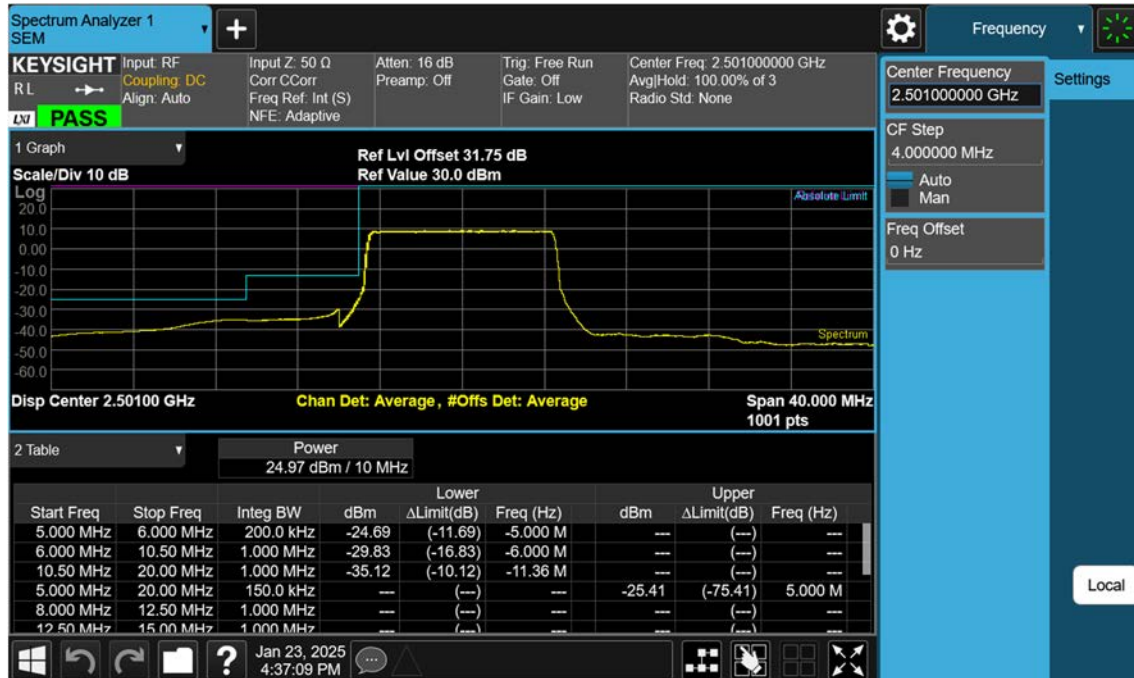 Spectrum Analyzer 1
SEM
Frequency
KEYSIGHT
R L
LXI
PASS
Input: RF
Coupling: DC
Align: Auto
Input Z: 50 Ω
Corr CCorr
Freq Ref: Int (S)
NFE: Adaptive
Atten: 16 dB
Preamp: Off
Trig: Free Run
Gate: Off
IF Gain: Low
Center Freq: 2.501000000 GHz
Avg|Hold: 100.00% of 3
Radio Std: None
Center Frequency
2.501000000 GHz
Settings
CF Step
4.000000 MHz
Auto
Man
Freq Offset
0 Hz
1 Graph
Ref Lvl Offset 31.75 dB
Scale/Div 10 dB
Ref Value 30.0 dBm
Log
Absolute Limit
20.0
10.0
0.00
-10.0
-20.0
-30.0
-40.0
Spectrum
-50.0
-60.0
Disp Center 2.50100 GHz
Chan Det: Average, #Offs Det: Average
Span 40.000 MHz
1001 pts
2 Table
Power
24.97 dBm / 10 MHz
Lower Upper
Start Freq Stop Freq Integ BW dBm ΔLimit(dB) Freq (Hz) dBm ΔLimit(dB) Freq (Hz)
5.000 MHz 6.000 MHz 200.0 kHz -24.69 (-11.69) -5.000 M --- (---) ---
6.000 MHz 10.50 MHz 1.000 MHz -29.83 (-16.83) -6.000 M --- (---) ---
10.50 MHz 20.00 MHz 1.000 MHz -35.12 (-10.12) -11.36 M --- (---) ---
5.000 MHz 20.00 MHz 150.0 kHz --- (---) --- -25.41 (-75.41) 5.000 M
8.000 MHz 12.50 MHz 1.000 MHz --- (---) --- --- (---) ---
12.50 MHz 15.00 MHz 1.000 MHz --- (---) --- --- (---) ---
Local
?
Jan 23, 2025
4:37:09 PM